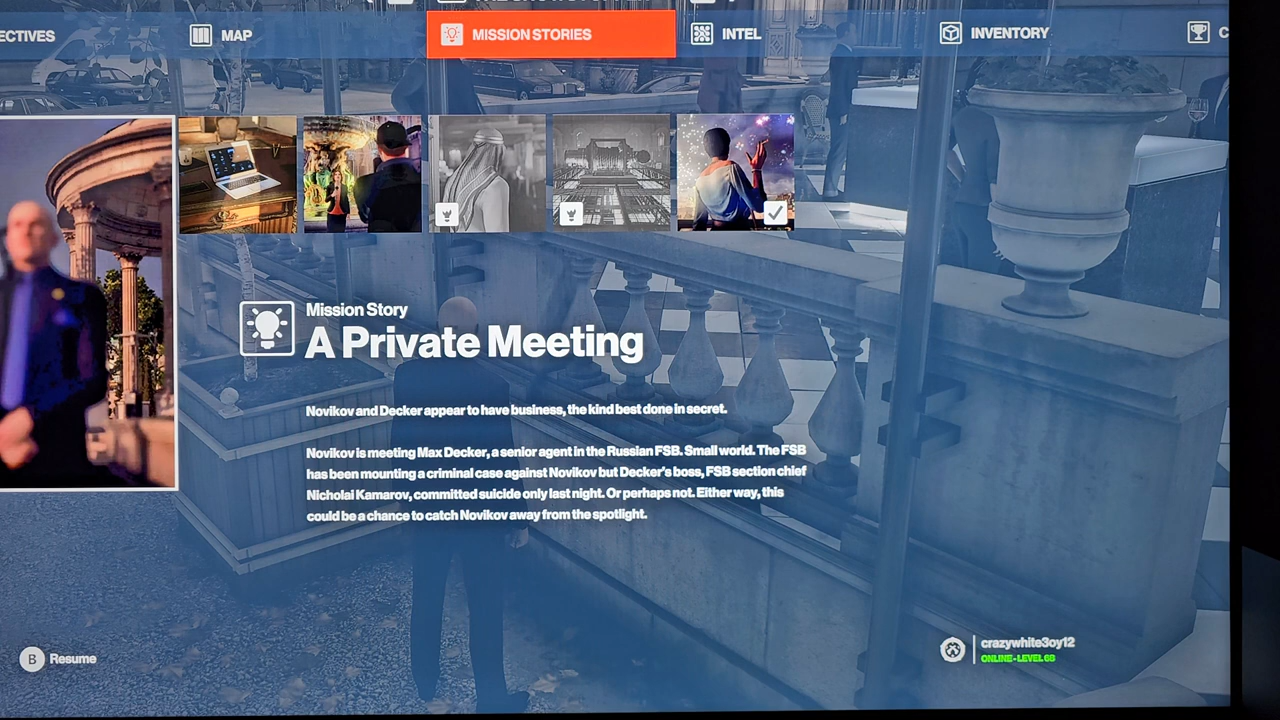 ECTIVES
MAP
MISSION STORIES
INTEL
INVENTORY
C
Mission Story
A Private Meeting
Novikov and Decker appear to have business, the kind best done in secret.
Novikov is meeting Max Decker, a senior agent in the Russian FSB. Small world. The FSB
has been mounting a criminal case against Novikov but Decker's boss, FSB section chief
Nicholai Kamarov, committed suicide only last night. Or perhaps not. Either way, this
could be a chance to catch Novikov away from the spotlight.
B Resume
crazywhite3oy12
ONLINE - LEVEL 68